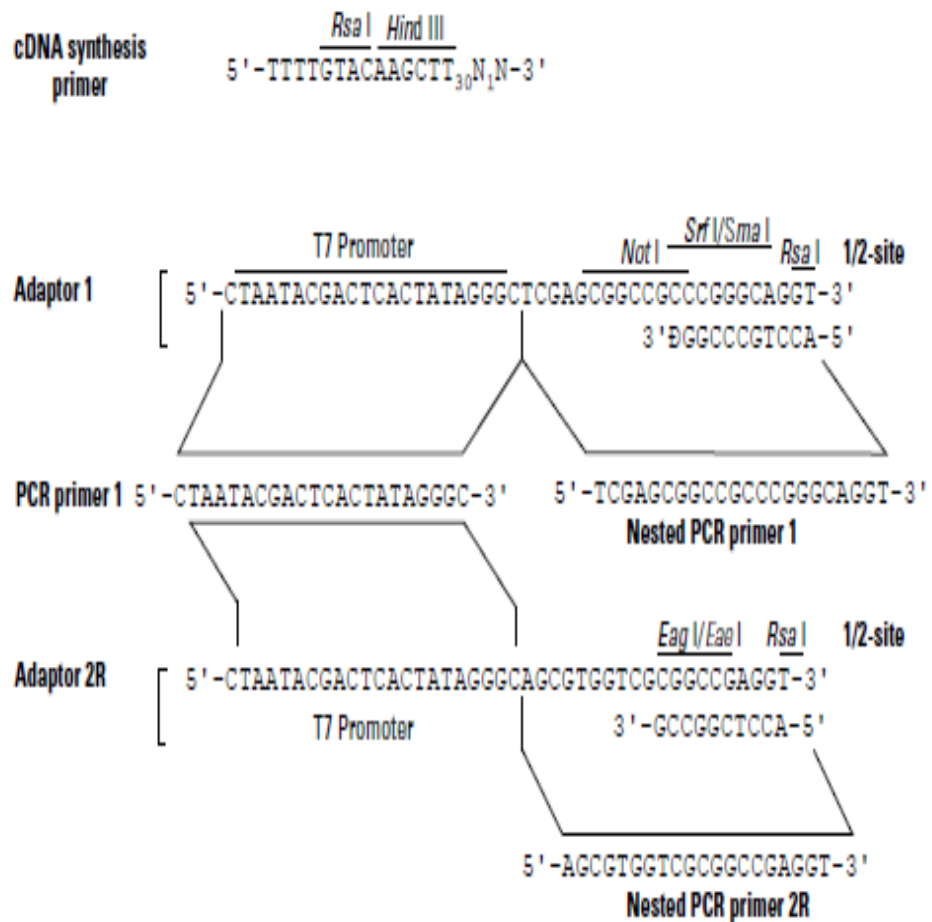 Rsa I Hind III
cDNA synthesis
primer
5'-TTTTGTACAAGCTT30N1N-3'
T7 Promoter
Not I
Srf I/Sma I
Rsa I
1/2-site
Adaptor 1
5'-CTAATACGACTCACTATAGGGCTCGAGCGGCCGCCCGGGCAGGT-3'
3'ÐGGCCCGTCCA-5'
PCR primer 1 5'-CTAATACGACTCACTATAGGGC-3' 5'-TCGAGCGGCCGCCCGGGCAGGT-3'
Nested PCR primer 1
Eag I/Eae I Rsa I 1/2-site
Adaptor 2R
5'-CTAATACGACTCACTATAGGGCAGCGTGGTCGCGGCCGAGGT-3'
T7 Promoter 3'-GCCGGCTCCA-5'
5'-AGCGTGGTCGCGGCCGAGGT-3'
Nested PCR primer 2R